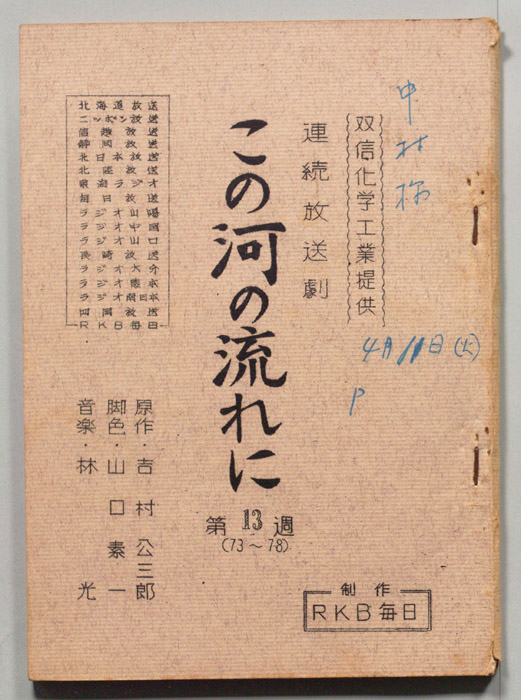 中村様
双信化学工業提供
4月11日(火)
P
連続放送劇
この河の流れに
第13週
(73~78)
原作・吉村公三郎
脚色・山口素一
音楽・林光
北海道放送
ニッポン放送
信越放送
静岡放送
北日本放送
北陸放送
東海ラジオ
朝日放送
ラジオ山陽
ラジオ中国
ラジオ山口
長崎放送
ラジオ大分
ラジオ熊本
四国放送
RKB毎日
制作
RKB毎日